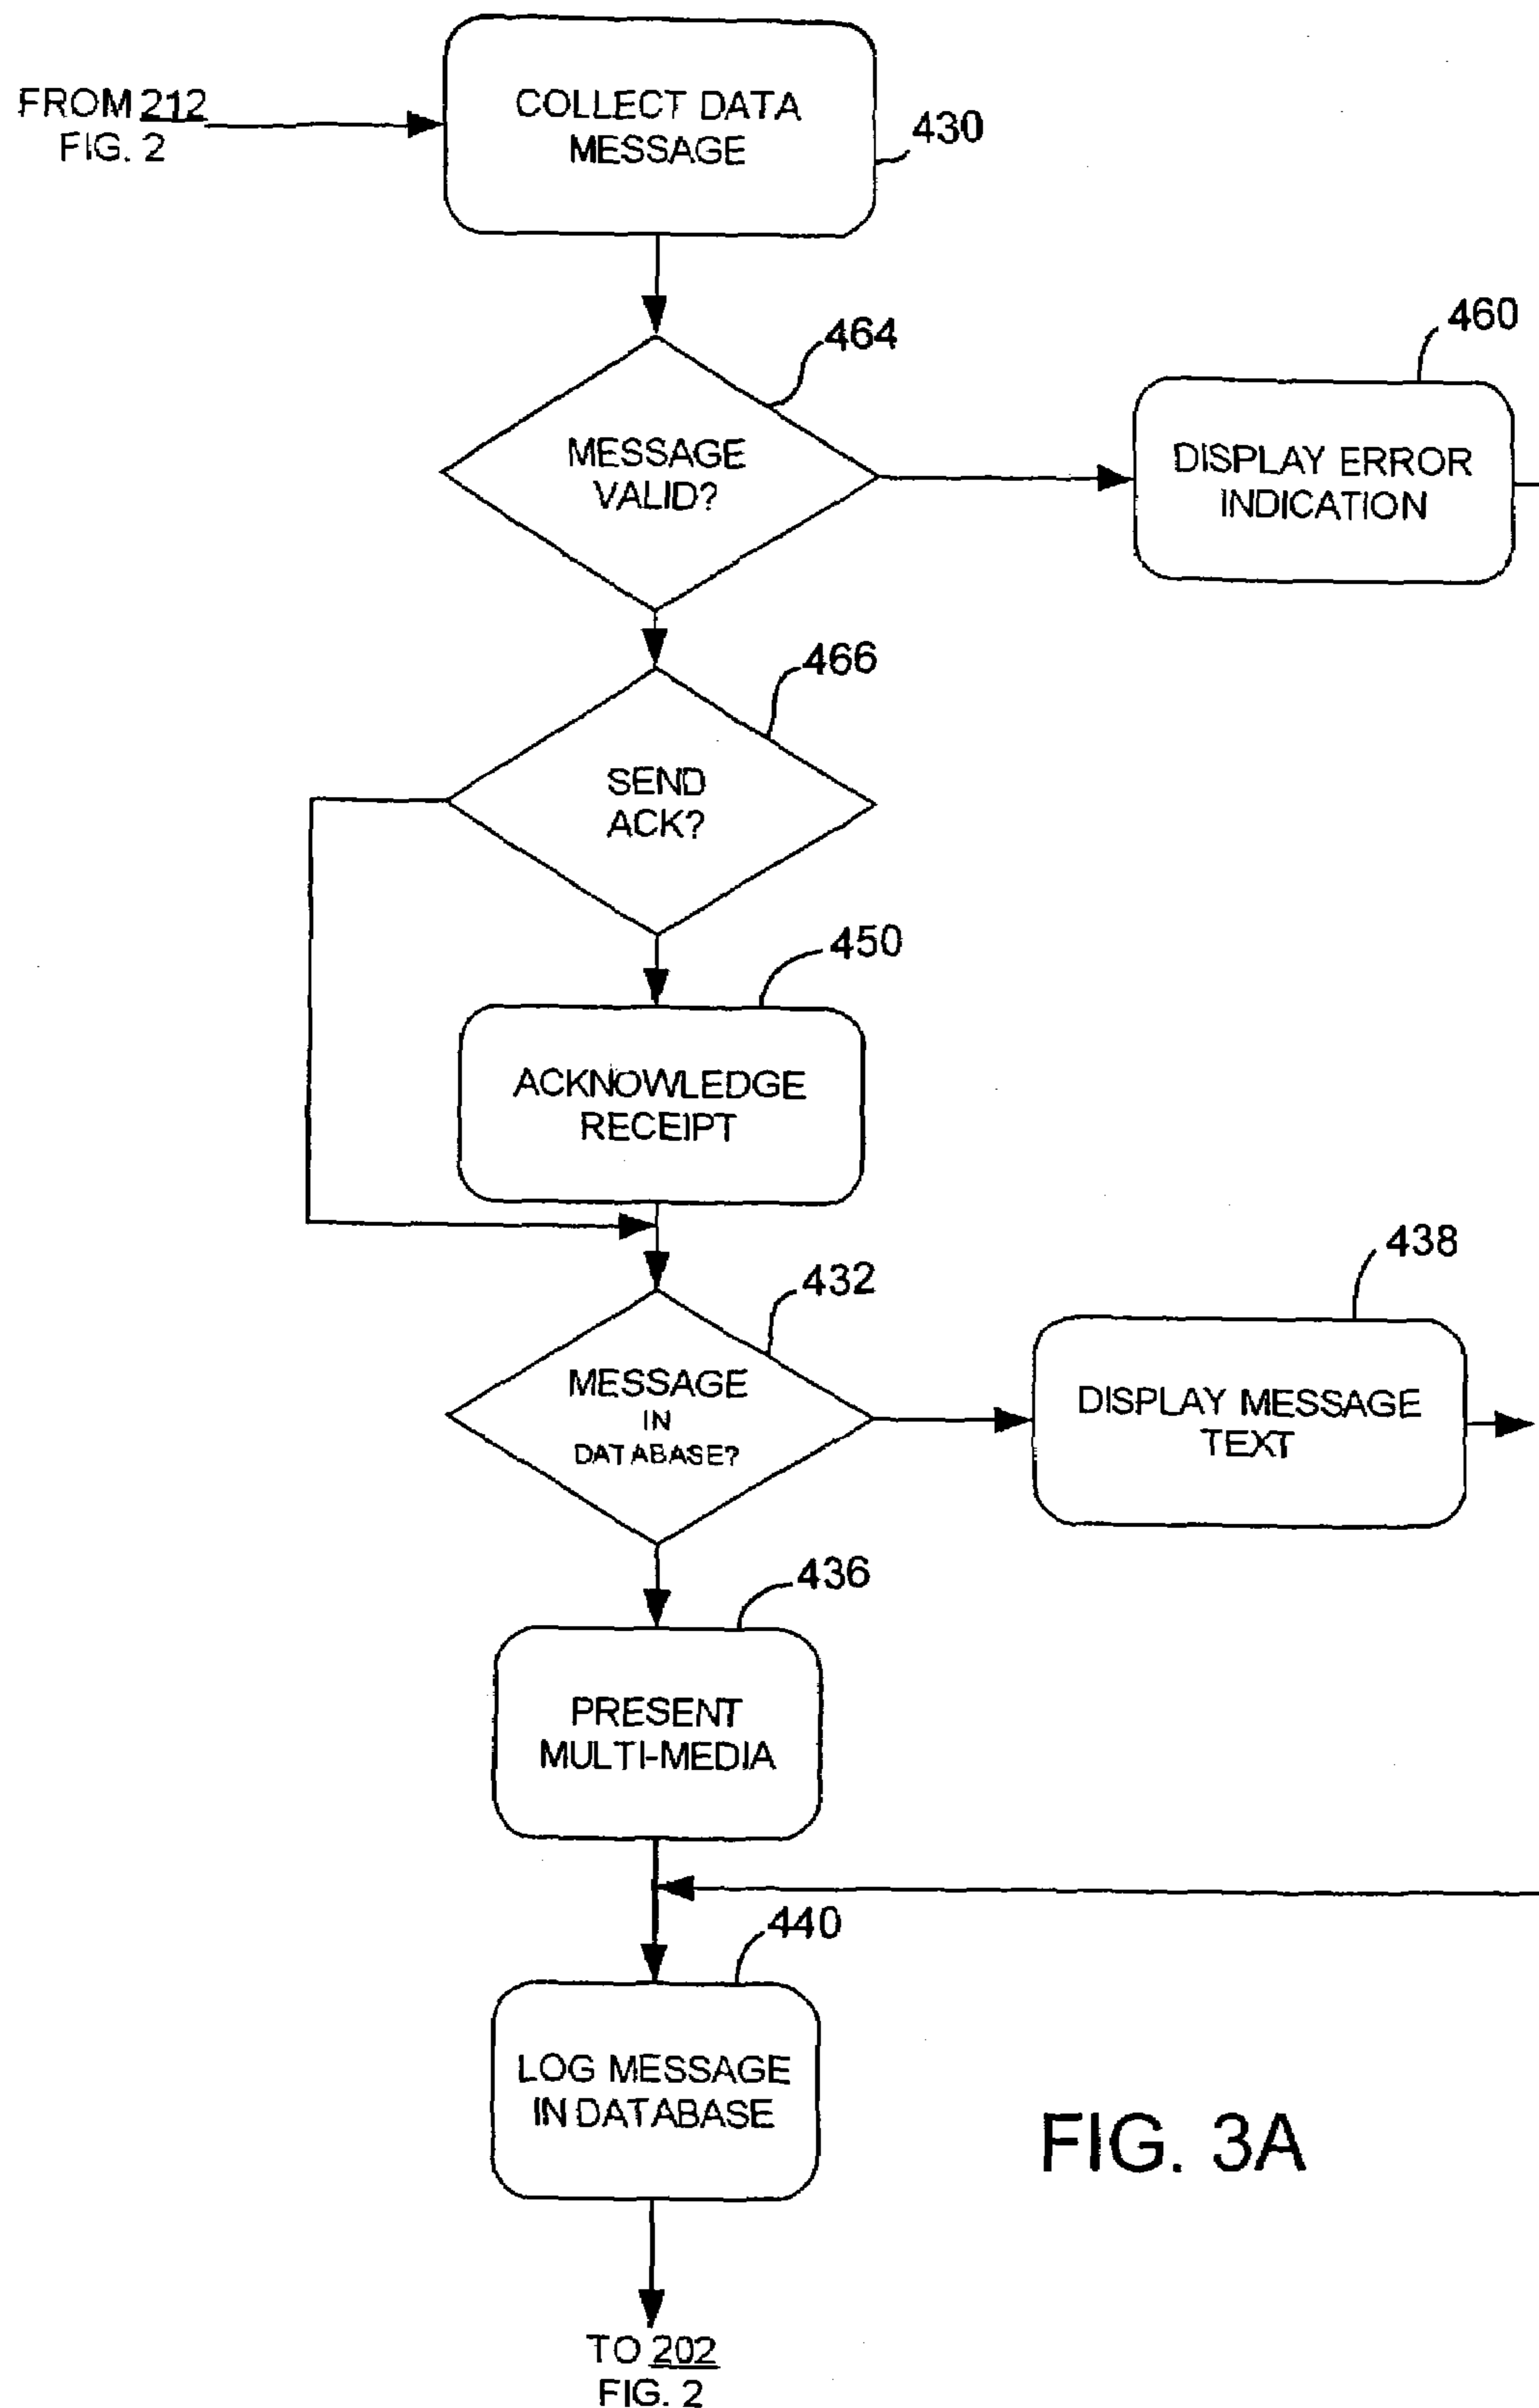 FROM 212
FIG. 2
COLLECT DATA
MESSAGE
430
464
MESSAGE
VALID?
460
DISPLAY ERROR
INDICATION
466
SEND
ACK?
450
ACKNOWLEDGE
RECEIPT
432
MESSAGE
IN
DATABASE?
438
DISPLAY MESSAGE
TEXT
436
PRESENT
MULTI-MEDIA
440
LOG MESSAGE
IN DATABASE
FIG. 3A
TO 202
FIG. 2